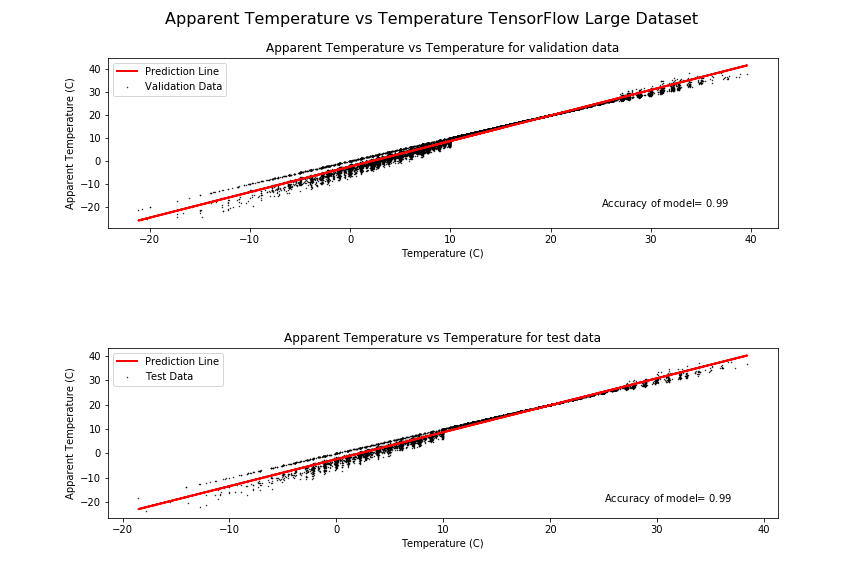 Apparent Temperature vs Temperature TensorFlow Large Dataset
Apparent Temperature vs Temperature for validation data
Apparent Temperature (C)
40
30
20
10
0
−10
−20
Prediction Line
Validation Data
Accuracy of model= 0.99
−20 −10 0 10 20 30 40
Temperature (C)
Apparent Temperature vs Temperature for test data
Apparent Temperature (C)
40
30
20
10
0
−10
−20
Prediction Line
Test Data
Accuracy of model= 0.99
−20 −10 0 10 20 30 40
Temperature (C)